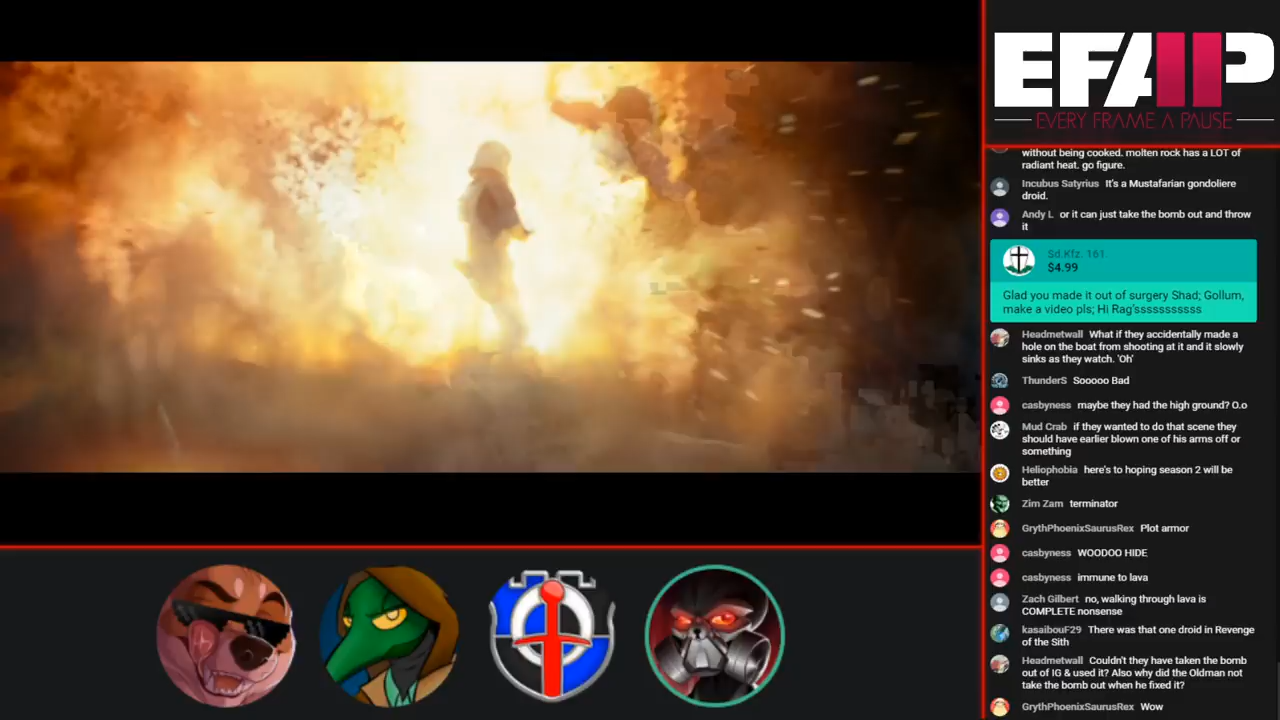 EFAP
EVERY FRAME A PAUSE
without being cooked. molten rock has a LOT of
radiant heat. go figure.
Incubus Satyrius It's a Mustafarian gondoliere
droid.
Andy L or it can just take the bomb out and throw
it
Sd.Kfz. 161.
$4.99
Glad you made it out of surgery Shad; Gollum,
make a video pls; Hi Rag'sssssssssss
Headmetwall What if they accidentally made a
hole on the boat from shooting at it and it slowly
sinks as they watch. 'Oh'
ThunderS Sooooo Bad
casbyness maybe they had the high ground? O.o
Mud Crab if they wanted to do that scene they
should have earlier blown one of his arms off or
something
Heliophobia here's to hoping season 2 will be
better
Zim Zam terminator
GrythPhoenixSaurusRex Plot armor
casbyness WOODOO HIDE
casbyness immune to lava
Zach Gilbert no, walking through lava is
COMPLETE nonsense
kasaibouF29 There was that one droid in Revenge
of the Sith
Headmetwall Couldn't they have taken the bomb
out of IG & used it? Also why did the Oldman not
take the bomb out when he fixed it?
GrythPhoenixSaurusRex Wow